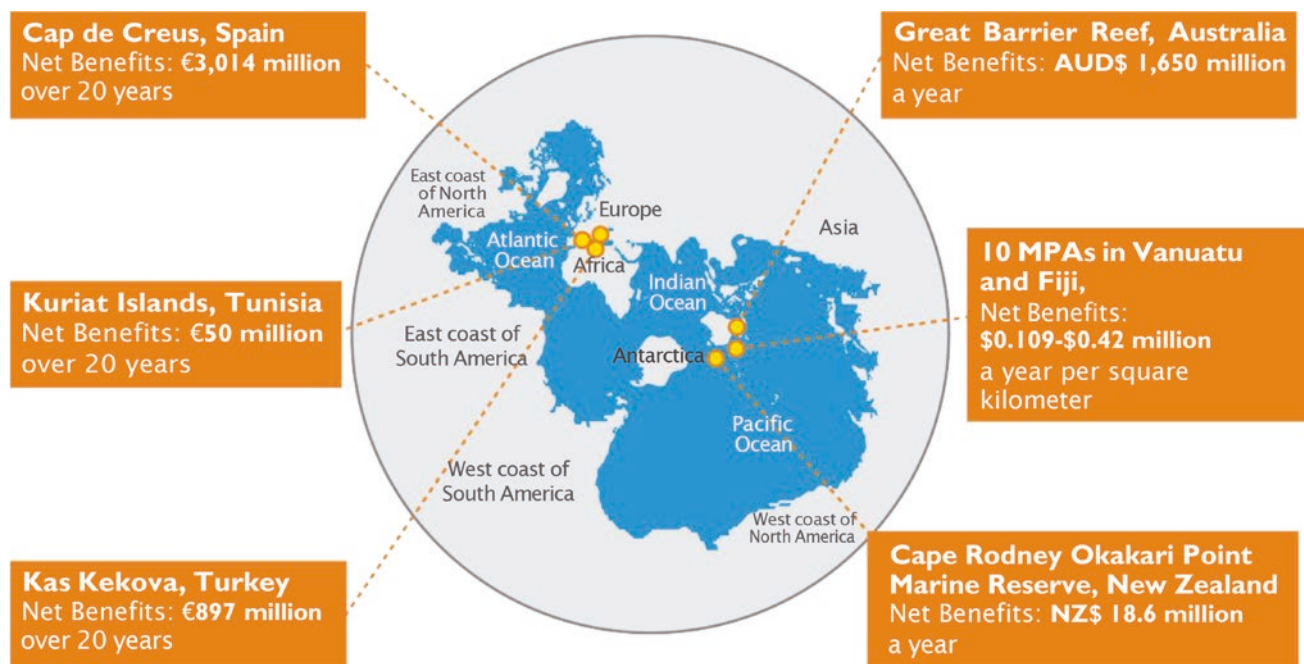 Cap de Creus, Spain
Net Benefits: €3,014 million
over 20 years
Great Barrier Reef, Australia
Net Benefits: AUD$ 1,650 million
a year
East coast
of North
America
Europe
Asia
Atlantic
Ocean
Africa
Indian
Ocean
10 MPAs in Vanuatu
and Fiji,
Net Benefits:
$0.109-$0.42 million
a year per square
kilometer
Kuriat Islands, Tunisia
Net Benefits: €50 million
over 20 years
East coast of
South America
Antarctica
Pacific
Ocean
West coast of
South America
West coast of
North America
Kas Kekova, Turkey
Net Benefits: €897 million
over 20 years
Cape Rodney Okakari Point
Marine Reserve, New Zealand
Net Benefits: NZ$ 18.6 million
a year